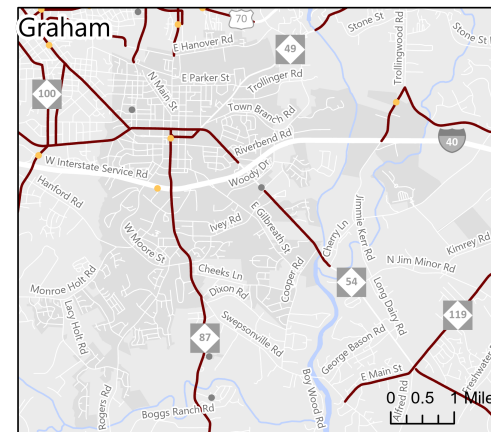 Graham
70
Stone St
Stone St W
E Hanover Rd
49
Trollingwood Rd
E Parker St
Trollinger Rd
100
N Main St
Town Branch Rd
Riverbend Rd
40
W Interstate Service Rd
Woody Dr
Hanford Rd
Jimmie Kerr Rd
E Gilbreath St
Ivey Rd
Cherry Ln
W Moore St
Kimrey Rd
N Jim Minor Rd
Cheeks Ln
Cooper Rd
54
Monroe Holt Rd
Dixon Rd
Long Dairy Rd
Lacy Holt Rd
Swepsonville Rd
119
87
George Bason Rd
Freshwater
E Main St
Boy Wood Rd
Rogers Rd
Alfred Rd
Boggs Ranch Rd
0 0.5 1 Mile